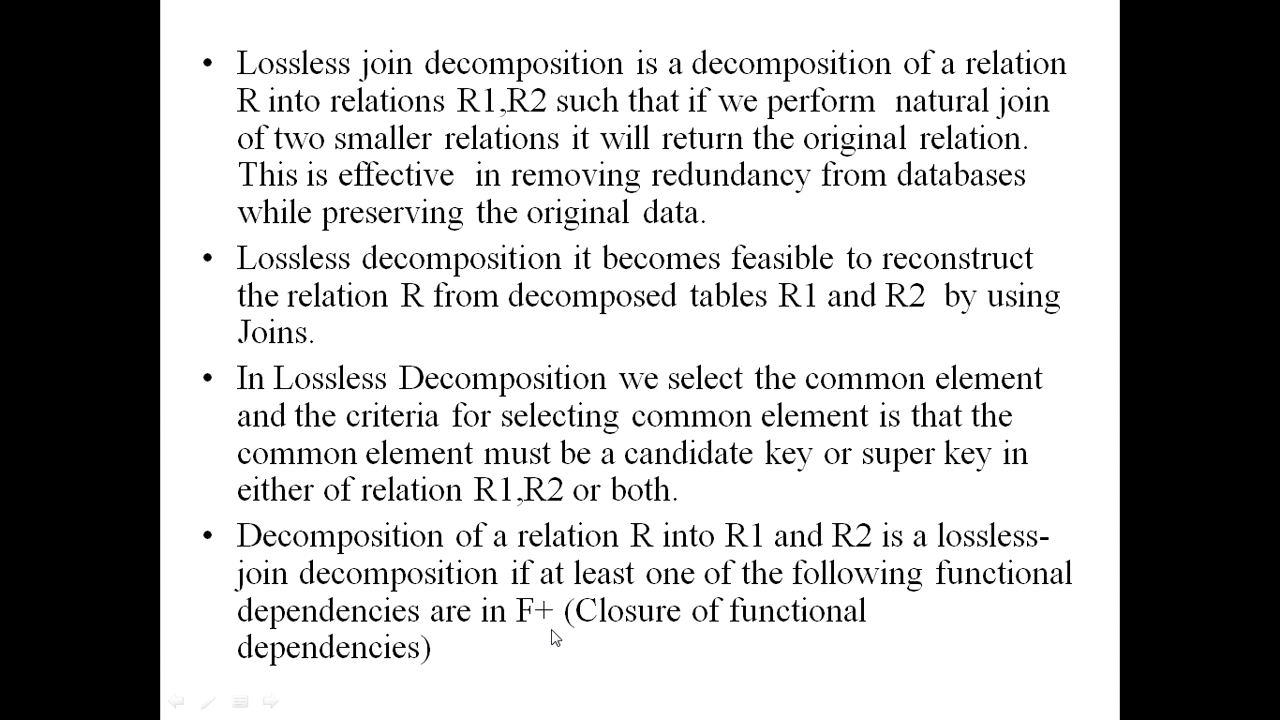 • Lossless join decomposition is a decomposition of a relation
R into relations R1,R2 such that if we perform natural join
of two smaller relations it will return the original relation.
This is effective in removing redundancy from databases
while preserving the original data.
• Lossless decomposition it becomes feasible to reconstruct
the relation R from decomposed tables R1 and R2 by using
Joins.
• In Lossless Decomposition we select the common element
and the criteria for selecting common element is that the
common element must be a candidate key or super key in
either of relation R1,R2 or both.
• Decomposition of a relation R into R1 and R2 is a lossless-
join decomposition if at least one of the following functional
dependencies are in F+ (Closure of functional
dependencies)